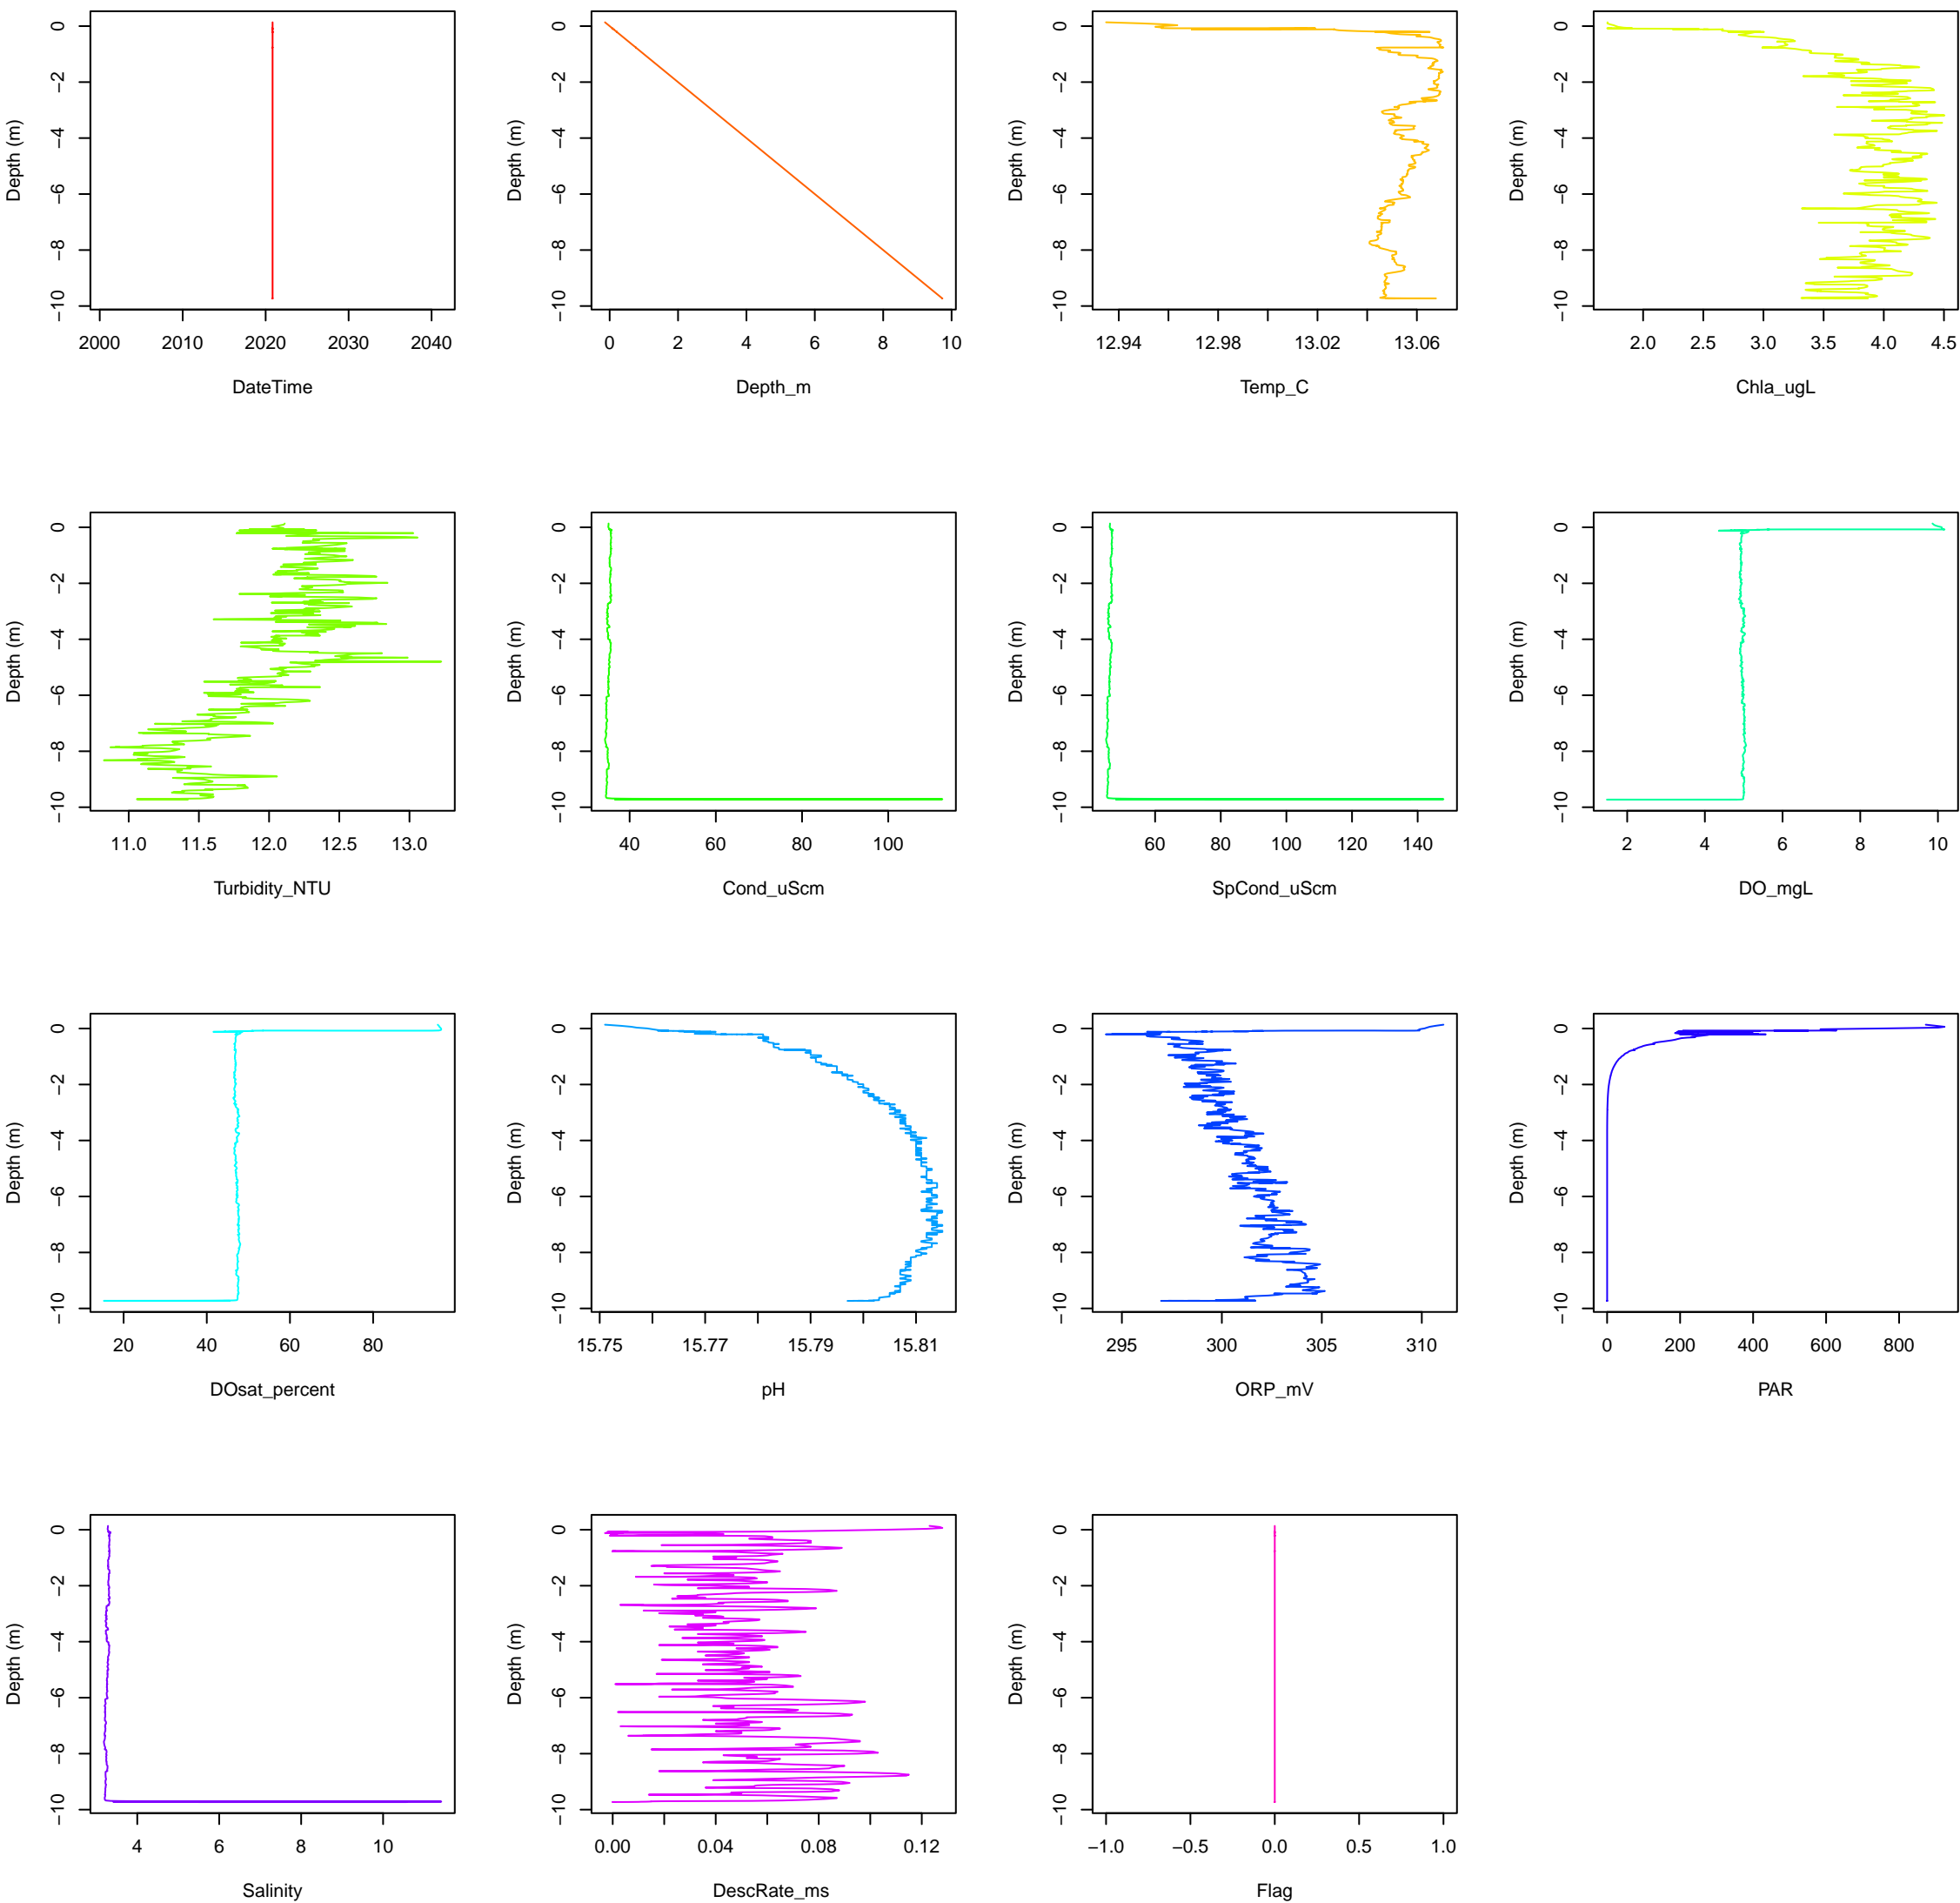 Depth (m)
0
−2
−4
−6
−8
−10
2000 2010 2020 2030 2040
DateTime
Depth (m)
0
−2
−4
−6
−8
−10
0 2 4 6 8 10
Depth_m
Depth (m)
0
−2
−4
−6
−8
−10
12.94 12.98 13.02 13.06
Temp_C
Depth (m)
0
−2
−4
−6
−8
−10
2.0 2.5 3.0 3.5 4.0 4.5
Chla_ugL
Depth (m)
0
−2
−4
−6
−8
−10
11.0 11.5 12.0 12.5 13.0
Turbidity_NTU
Depth (m)
0
−2
−4
−6
−8
−10
40 60 80 100
Cond_uScm
Depth (m)
0
−2
−4
−6
−8
−10
60 80 100 120 140
SpCond_uScm
Depth (m)
0
−2
−4
−6
−8
−10
2 4 6 8 10
DO_mgL
Depth (m)
0
−2
−4
−6
−8
−10
20 40 60 80
DOsat_percent
Depth (m)
0
−2
−4
−6
−8
−10
15.75 15.77 15.79 15.81
pH
Depth (m)
0
−2
−4
−6
−8
−10
295 300 305 310
ORP_mV
Depth (m)
0
−2
−4
−6
−8
−10
0 200 400 600 800
PAR
Depth (m)
0
−2
−4
−6
−8
−10
4 6 8 10
Salinity
Depth (m)
0
−2
−4
−6
−8
−10
0.00 0.04 0.08 0.12
DescRate_ms
Depth (m)
0
−2
−4
−6
−8
−10
−1.0 −0.5 0.0 0.5 1.0
Flag